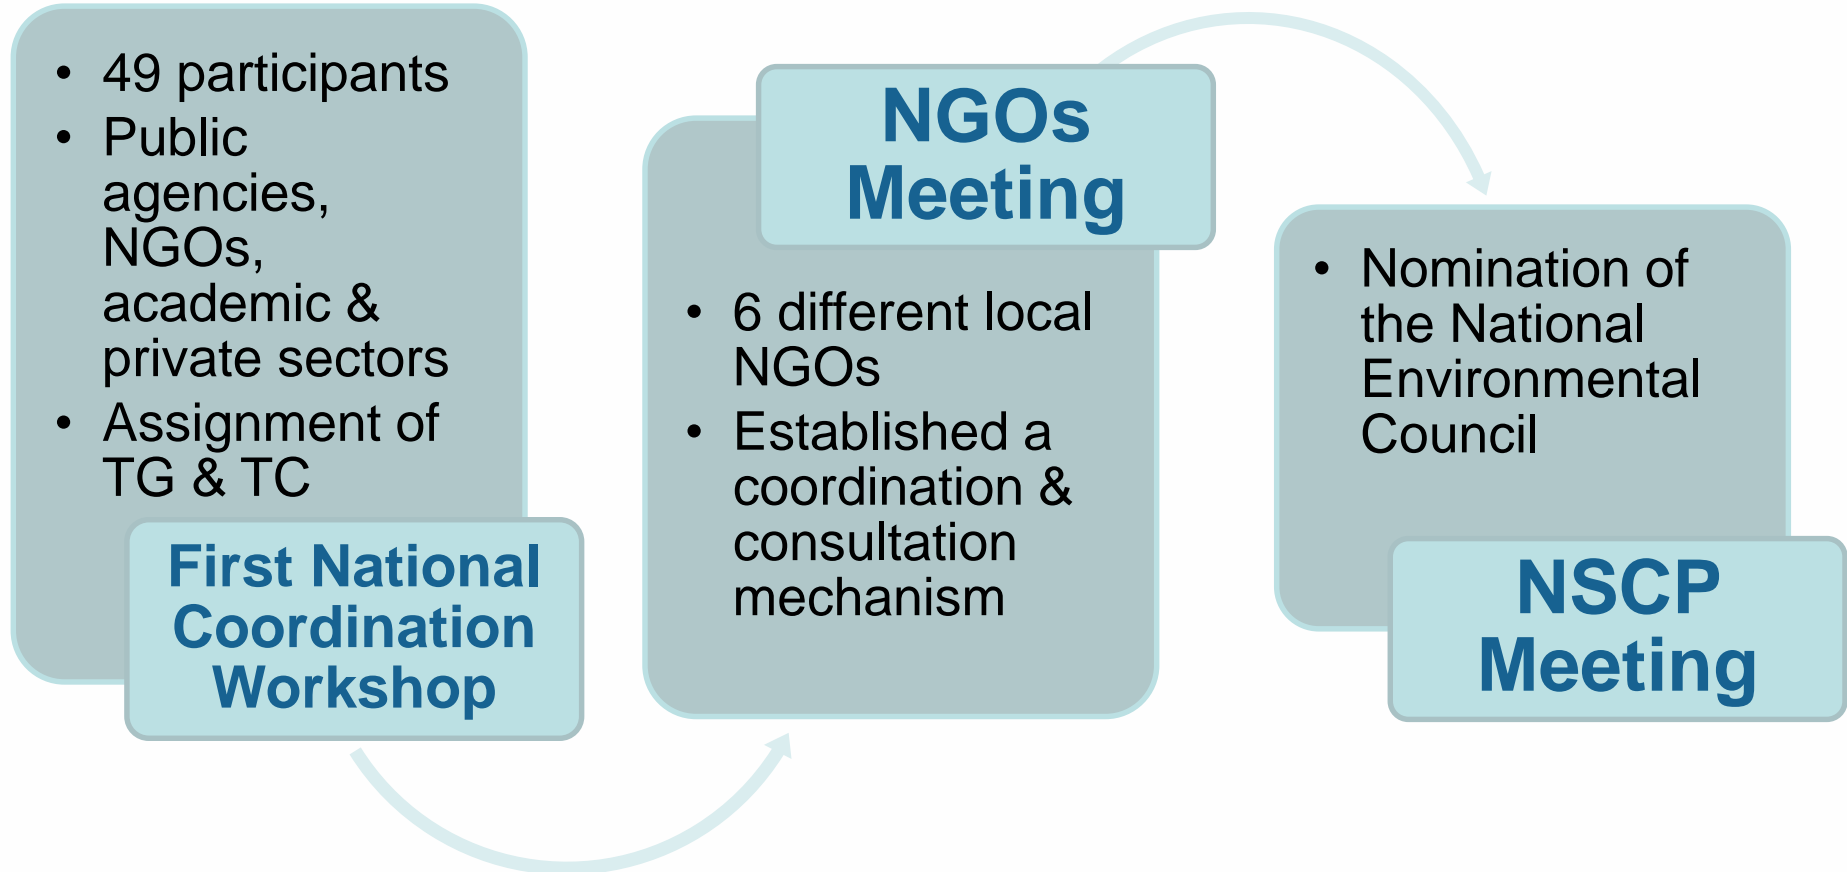 • 49 participants
• Public
agencies,
NGOs,
academic &
private sectors
• Assignment of
TG & TC
First National
Coordination
Workshop
NGOs
Meeting
• 6 different local
NGOs
• Established a
coordination &
consultation
mechanism
• Nomination of
the National
Environmental
Council
NSCP
Meeting